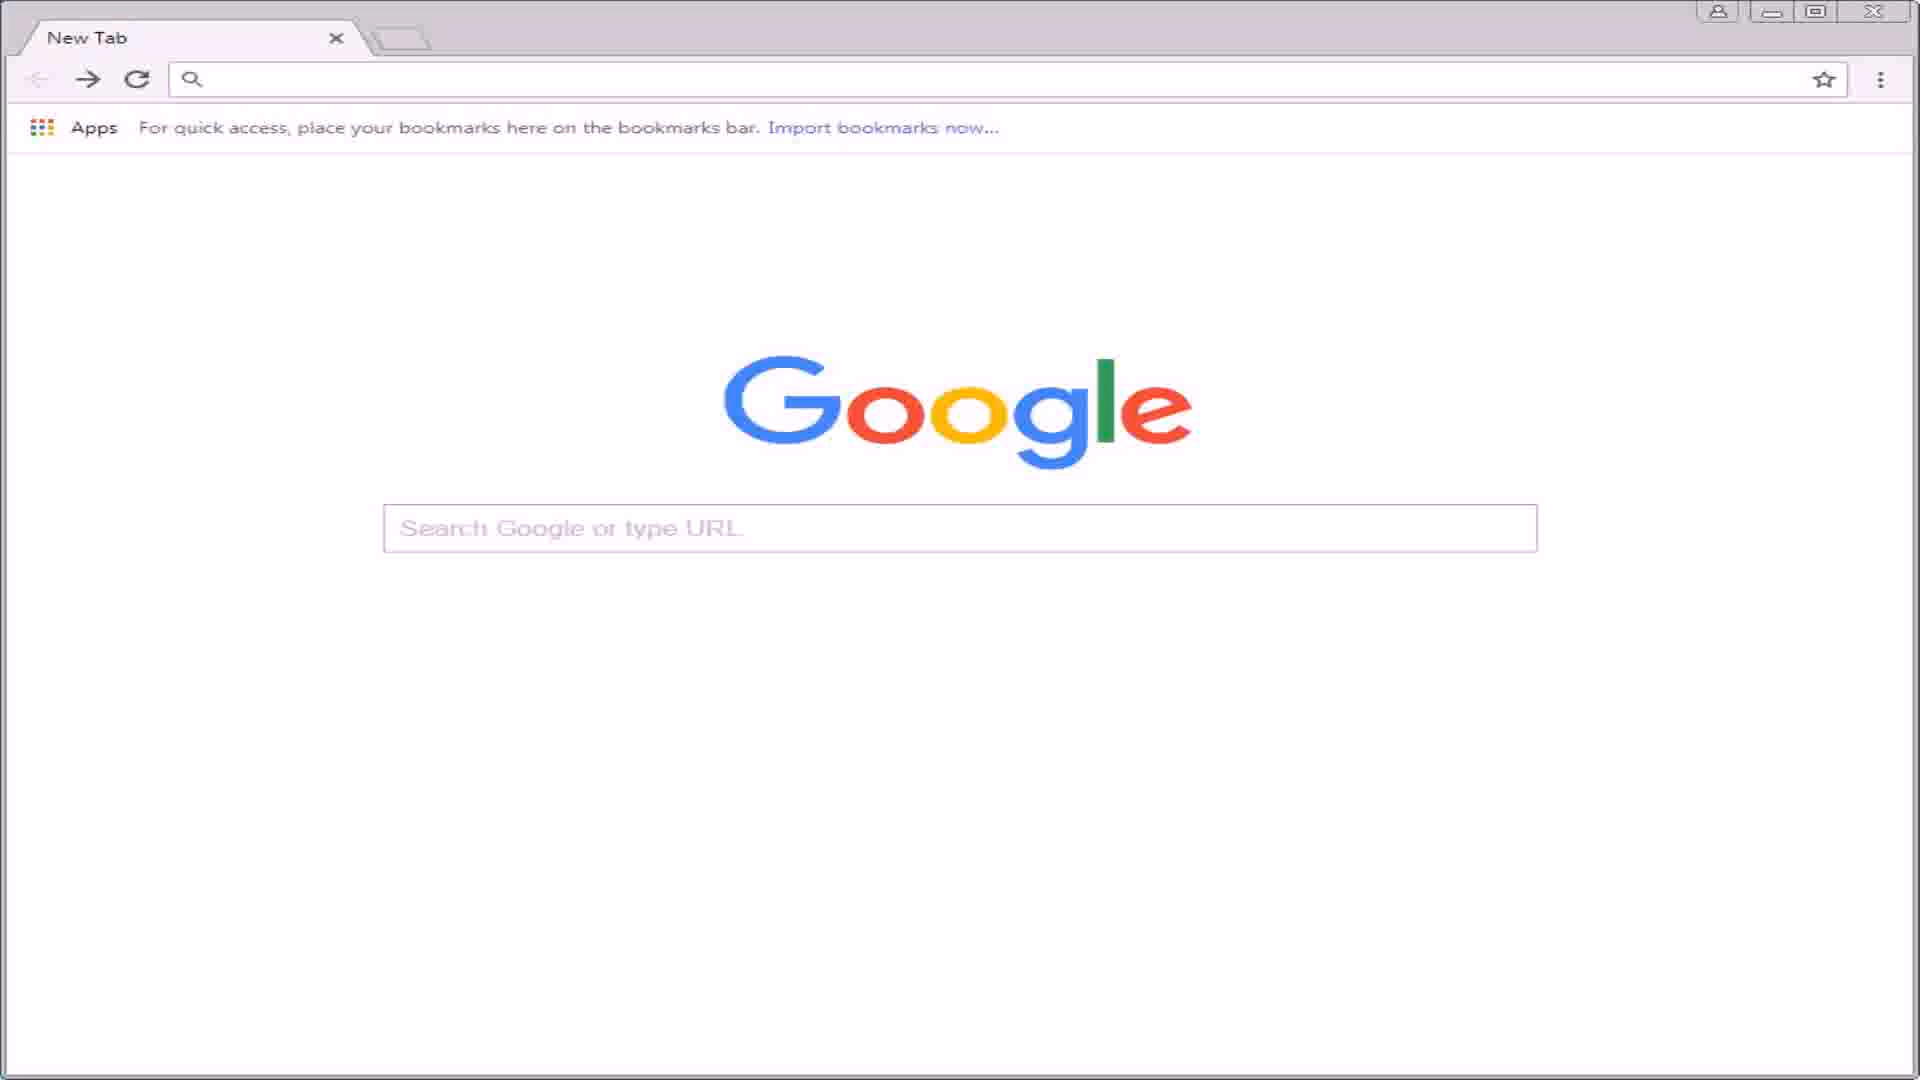 New Tab
Apps For quick access, place your bookmarks here on the bookmarks bar. Import bookmarks now...
Google
Search Google or type URL